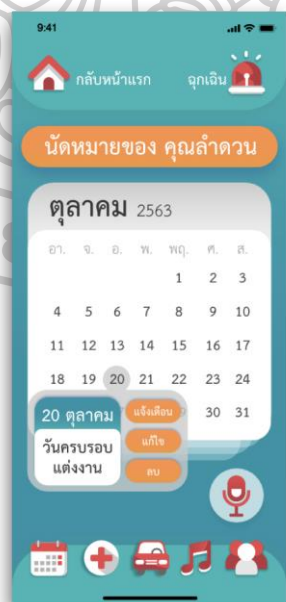 9:41
กลับหน้าแรก ฉุกเฉิน
นัดหมายของ คุณลำดวน
ตุลาคม 2563
อา. จ. อ. พ. พฤ. ศ. ส.
1 2 3
4 5 6 7 8 9 10
11 12 13 14 15 16 17
18 19 20 21 22 23 24
30 31
20 ตุลาคม
วันครบรอบ
แต่งงาน
แจ้งเตือน
แก้ไข
ลบ